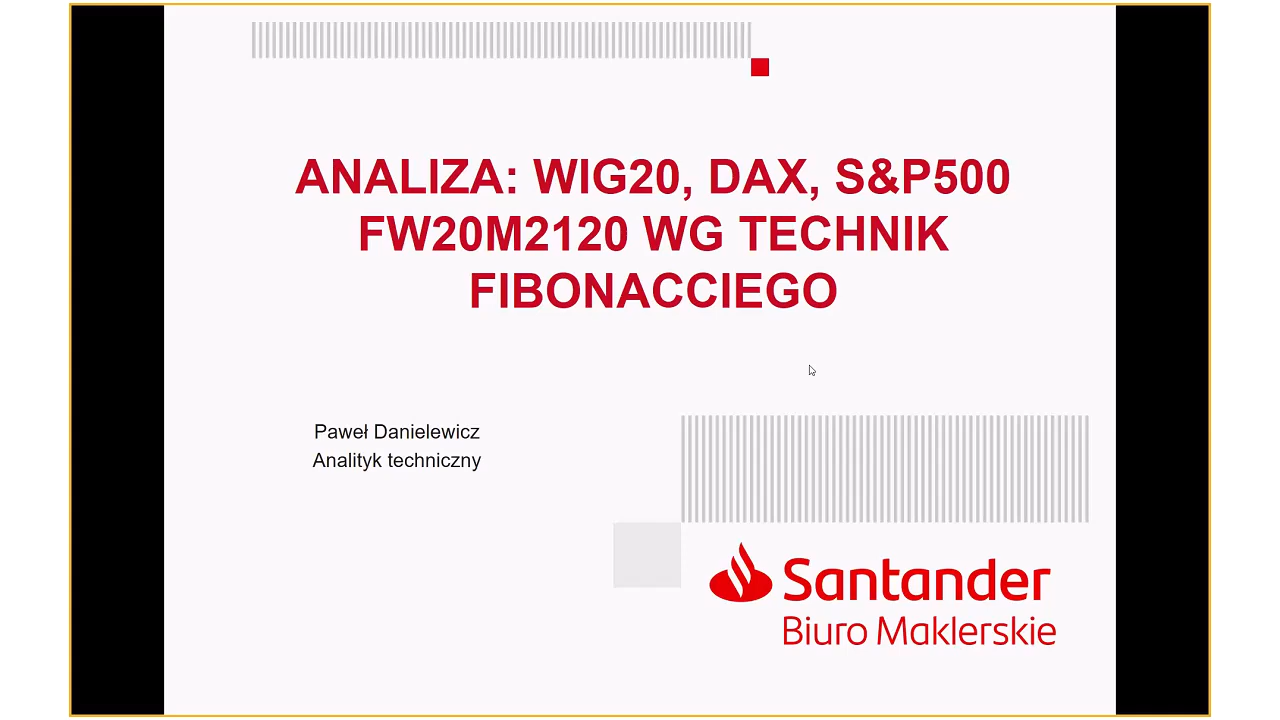 ANALIZA: WIG20, DAX, S&P500
FW20M2120 WG TECHNIK
FIBONACCIEGO
Paweł Danielewicz
Analityk techniczny
Santander
Biuro Maklerskie